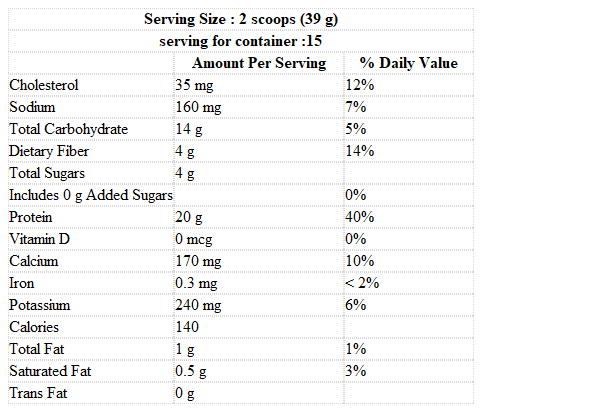 Serving Size : 2 scoops (39 g)
serving for container :15
Amount Per Serving % Daily Value
Cholesterol 35 mg 12%
Sodium 160 mg 7%
Total Carbohydrate 14 g 5%
Dietary Fiber 4 g 14%
Total Sugars 4 g
Includes 0 g Added Sugars 0%
Protein 20 g 40%
Vitamin D 0 mcg 0%
Calcium 170 mg 10%
Iron 0.3 mg < 2%
Potassium 240 mg 6%
Calories 140
Total Fat 1 g 1%
Saturated Fat 0.5 g 3%
Trans Fat 0 g